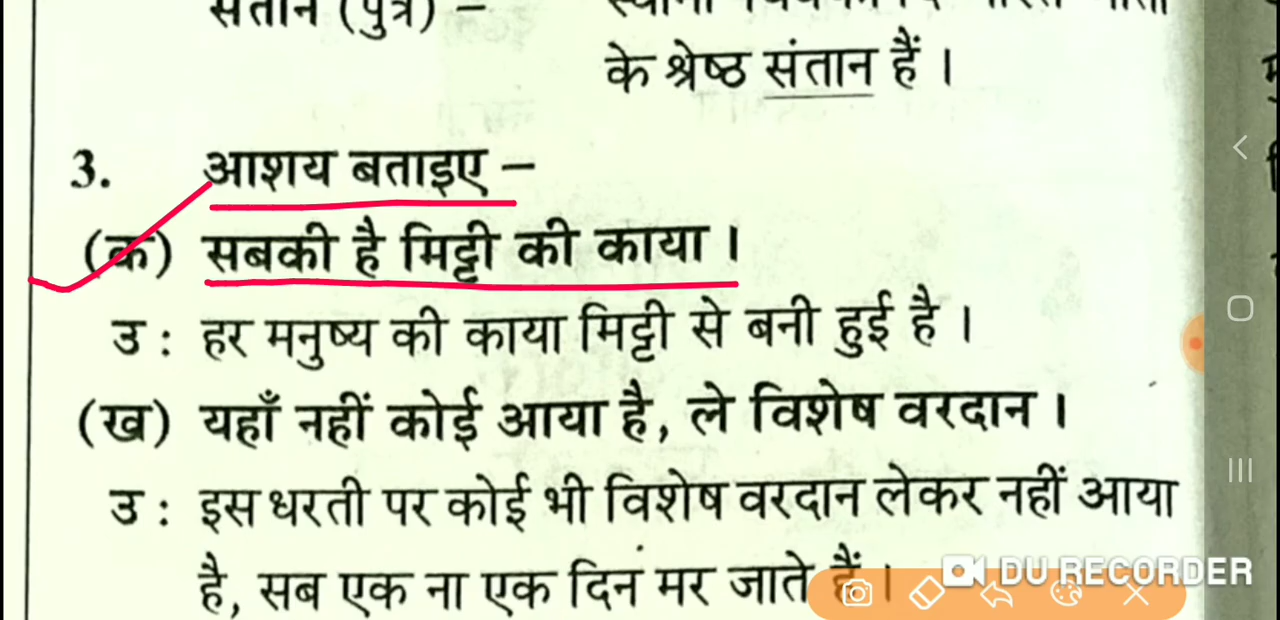 संतान (पुत्र) –
के श्रेष्ठ संतान हैं ।
3. आशय बताइए –
(क) सबकी है मिट्टी की काया ।
उ : हर मनुष्य की काया मिट्टी से बनी हुई है ।
(ख) यहाँ नहीं कोई आया है, ले विशेष वरदान ।
उ : इस धरती पर कोई भी विशेष वरदान लेकर नहीं आया
है, सब एक ना एक दिन मर जाते हैं ।
DU RECORDER